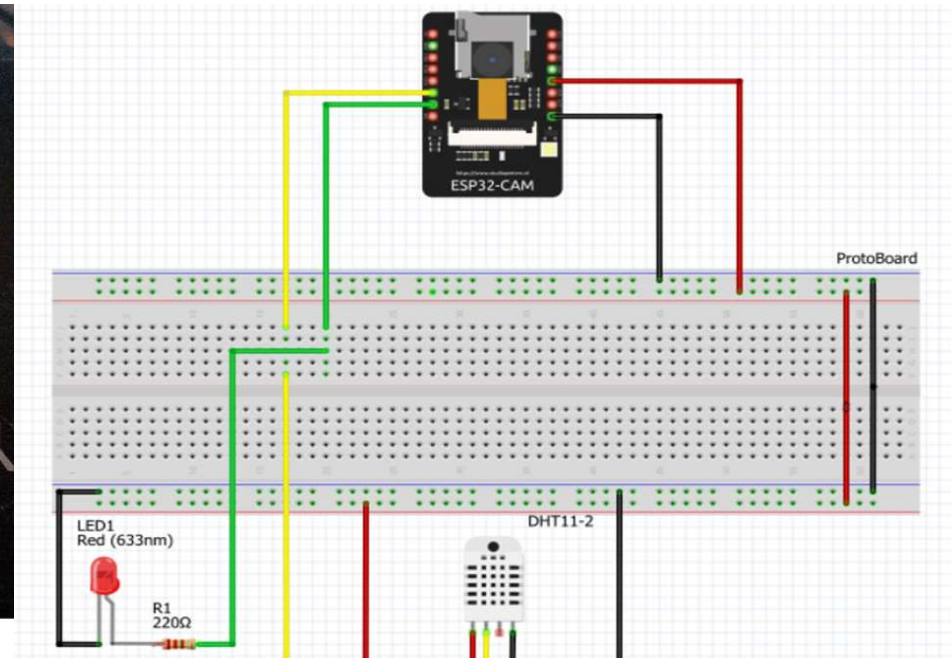 ESP32-CAM
ProtoBoard
LED1
Red (633nm)
DHT11-2
R1
220Ω